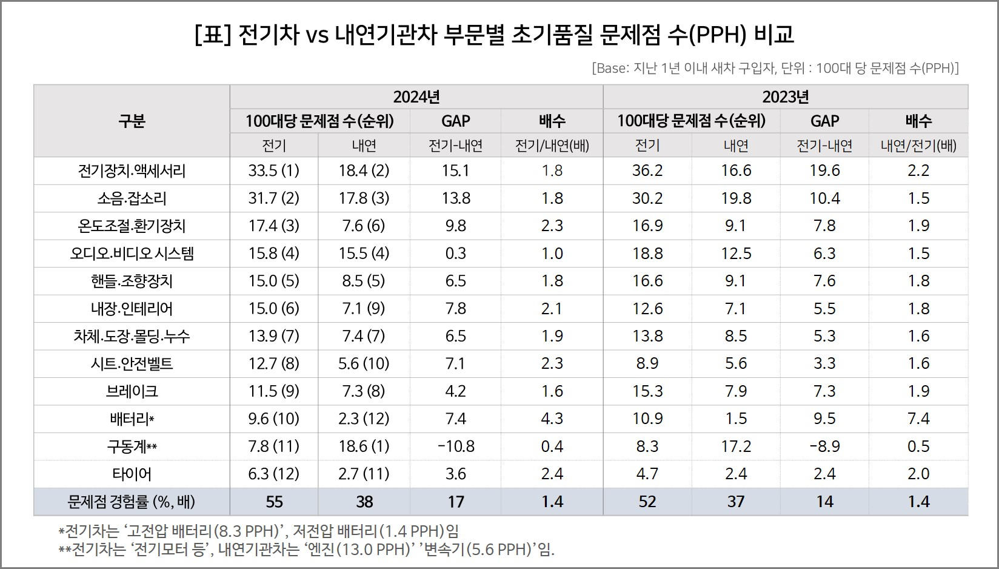 [표] 전기차 vs 내연기관차 부문별 초기품질 문제점 수(PPH) 비교
[Base: 지난 1년 이내 새차 구입자, 단위 : 100대 당 문제점 수(PPH)]
구분 2024년 2023년
100대당 문제점 수(순위) GAP 배수 100대당 문제점 수(순위) GAP 배수
전기 내연 전기-내연 전기/내연(배) 전기 내연 전기-내연 내연/전기(배)
전기장치·액세서리 33.5 (1) 18.4 (2) 15.1 1.8 36.2 16.6 19.6 2.2
소음·잡소리 31.7 (2) 17.8 (3) 13.8 1.8 30.2 19.8 10.4 1.5
온도조절·환기장치 17.4 (3) 7.6 (6) 9.8 2.3 16.9 9.1 7.8 1.9
오디오·비디오 시스템 15.8 (4) 15.5 (4) 0.3 1.0 18.8 12.5 6.3 1.5
핸들·조향장치 15.0 (5) 8.5 (5) 6.5 1.8 16.6 9.1 7.6 1.8
내장·인테리어 15.0 (6) 7.1 (9) 7.8 2.1 12.6 7.1 5.5 1.8
차체·도장·몰딩·누수 13.9 (7) 7.4 (7) 6.5 1.9 13.8 8.5 5.3 1.6
시트·안전벨트 12.7 (8) 5.6 (10) 7.1 2.3 8.9 5.6 3.3 1.6
브레이크 11.5 (9) 7.3 (8) 4.2 1.6 15.3 7.9 7.3 1.9
배터리* 9.6 (10) 2.3 (12) 7.4 4.3 10.9 1.5 9.5 7.4
구동계** 7.8 (11) 18.6 (1) -10.8 0.4 8.3 17.2 -8.9 0.5
타이어 6.3 (12) 2.7 (11) 3.6 2.4 4.7 2.4 2.4 2.0
문제점 경험률 (%, 배) 55 38 17 1.4 52 37 14 1.4
*전기차는 ‘고전압 배터리(8.3 PPH)’, 저전압 배터리(1.4 PPH)임
**전기차는 ‘전기모터 등’, 내연기관차는 ‘엔진(13.0 PPH)’ ’변속기(5.6 PPH)’임.